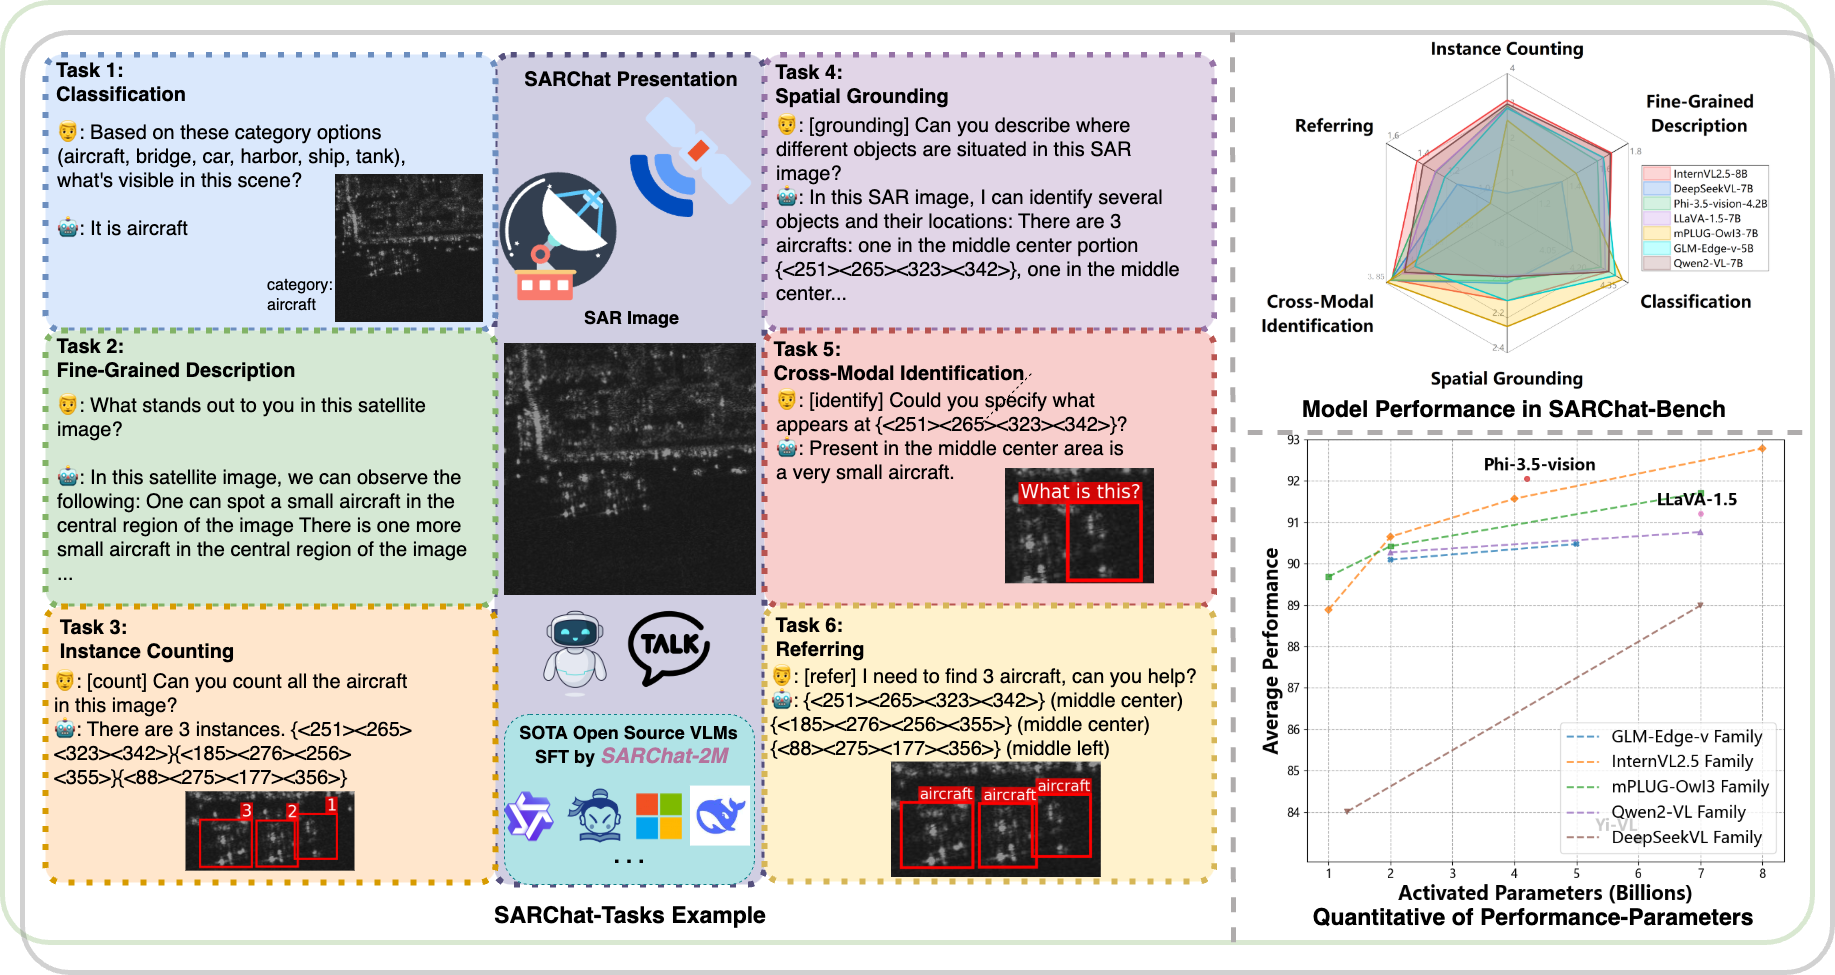 Task 1:
Classification
: Based on these category options
(aircraft, bridge, car, harbor, ship, tank),
what's visible in this scene?
: It is aircraft
category:
aircraft
Task 2:
Fine-Grained Description
: What stands out to you in this satellite
image?
: In this satellite image, we can observe the
following: One can spot a small aircraft in the
central region of the image There is one more
small aircraft in the central region of the image
...
Task 3:
Instance Counting
: [count] Can you count all the aircraft
in this image?
: There are 3 instances. {<251><265>
<323><342>}{<185><276><256>
<355>}{<88><275><177><356>}
3
2
1
SARChat Presentation
SAR Image
TALK
SOTA Open Source VLMs
SFT by SARChat-2M
...
Task 4:
Spatial Grounding
: [grounding] Can you describe where
different objects are situated in this SAR
image?
: In this SAR image, I can identify several
objects and their locations: There are 3
aircrafts: one in the middle center portion
{<251><265><323><342>}, one in the middle
center...
Task 5:
Cross-Modal Identification
: [identify] Could you specify what
appears at {<251><265><323><342>}?
: Present in the middle center area is
a very small aircraft.
What is this?
Task 6:
Referring
: [refer] I need to find 3 aircraft, can you help?
: {<251><265><323><342>} (middle center)
{<185><276><256><355>} (middle center)
{<88><275><177><356>} (middle left)
aircraft
aircraft
aircraft
SARChat-Tasks Example
Instance Counting
4
Fine-Grained
Description
1.8
Referring
1.6
InternVL2.5-8B
DeepSeekVL-7B
Phi-3.5-vision-4.2B
LLaVA-1.5-7B
mPLUG-Owl3-7B
GLM-Edge-v-5B
Qwen2-VL-7B
3.85
4.35
Cross-Modal
Identification
Classification
2.2
2.4
Spatial Grounding
Model Performance in SARChat-Bench
93
92
91
90
89
88
87
86
85
84
Average Performance
Phi-3.5-vision
LLaVA-1.5
Yi-VL
GLM-Edge-v Family
InternVL2.5 Family
mPLUG-Owl3 Family
Qwen2-VL Family
DeepSeekVL Family
1 2 3 4 5 6 7 8
Activated Parameters (Billions)
Quantitative of Performance-Parameters